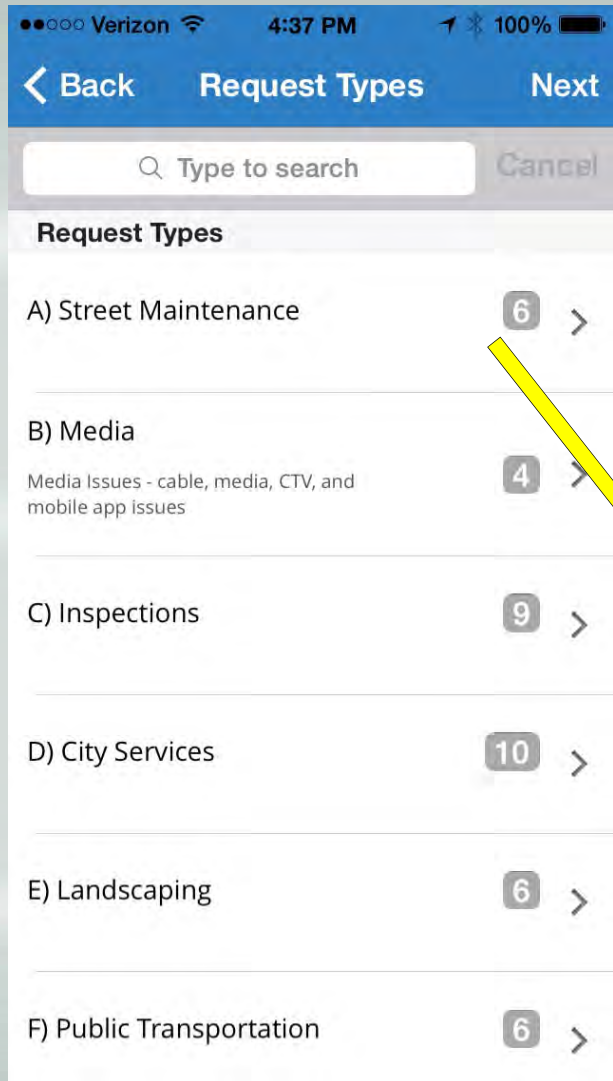 Verizon 4:37 PM 100%
Back Request Types Next
Type to search Cancel
Request Types
A) Street Maintenance 6
B) Media
Media Issues - cable, media, CTV, and
mobile app issues
4
C) Inspections 9
D) City Services 10
E) Landscaping 6
F) Public Transportation 6